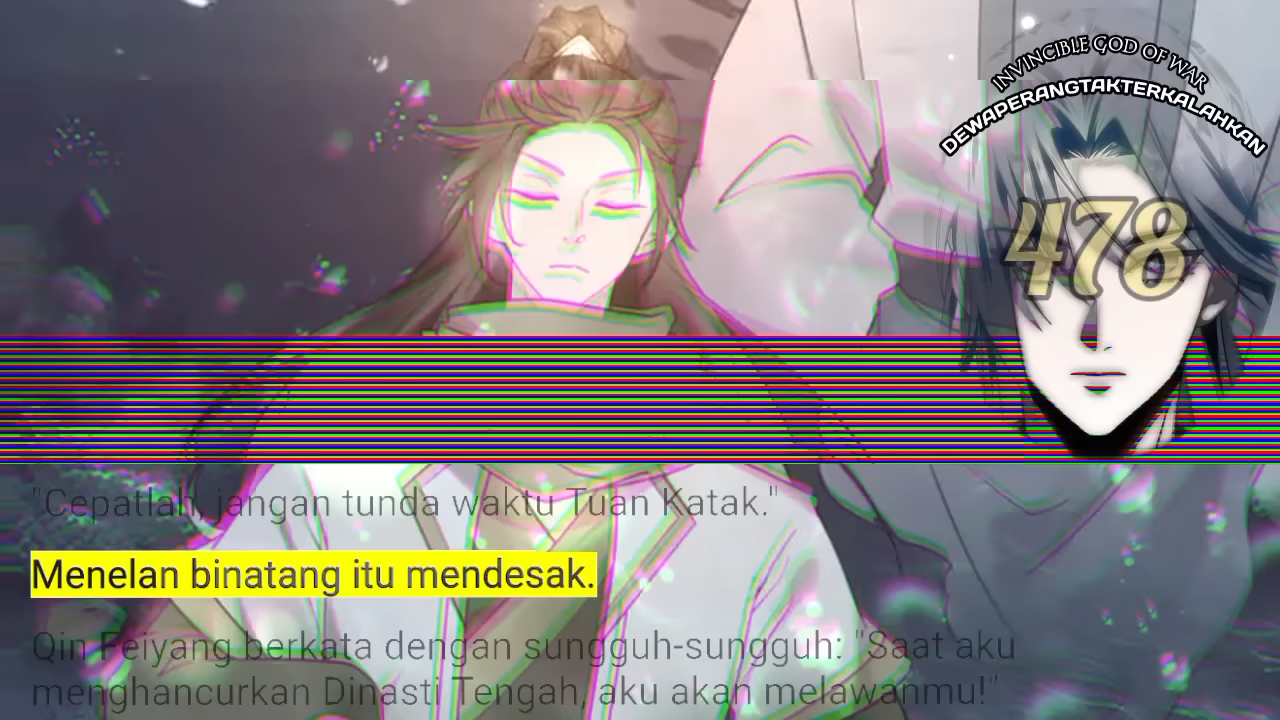 INVINCIBLE GOD OF WAR
DEWAPERANGTAKTERKALAHKAN
478
"Cepatlah, jangan tunda waktu Tuan Katak."
Menelan binatang itu mendesak.
Qin Feiyang berkata dengan sungguh-sungguh: "Saat aku
menghancurkan Dinasti Tengah, aku akan melawanmu!"